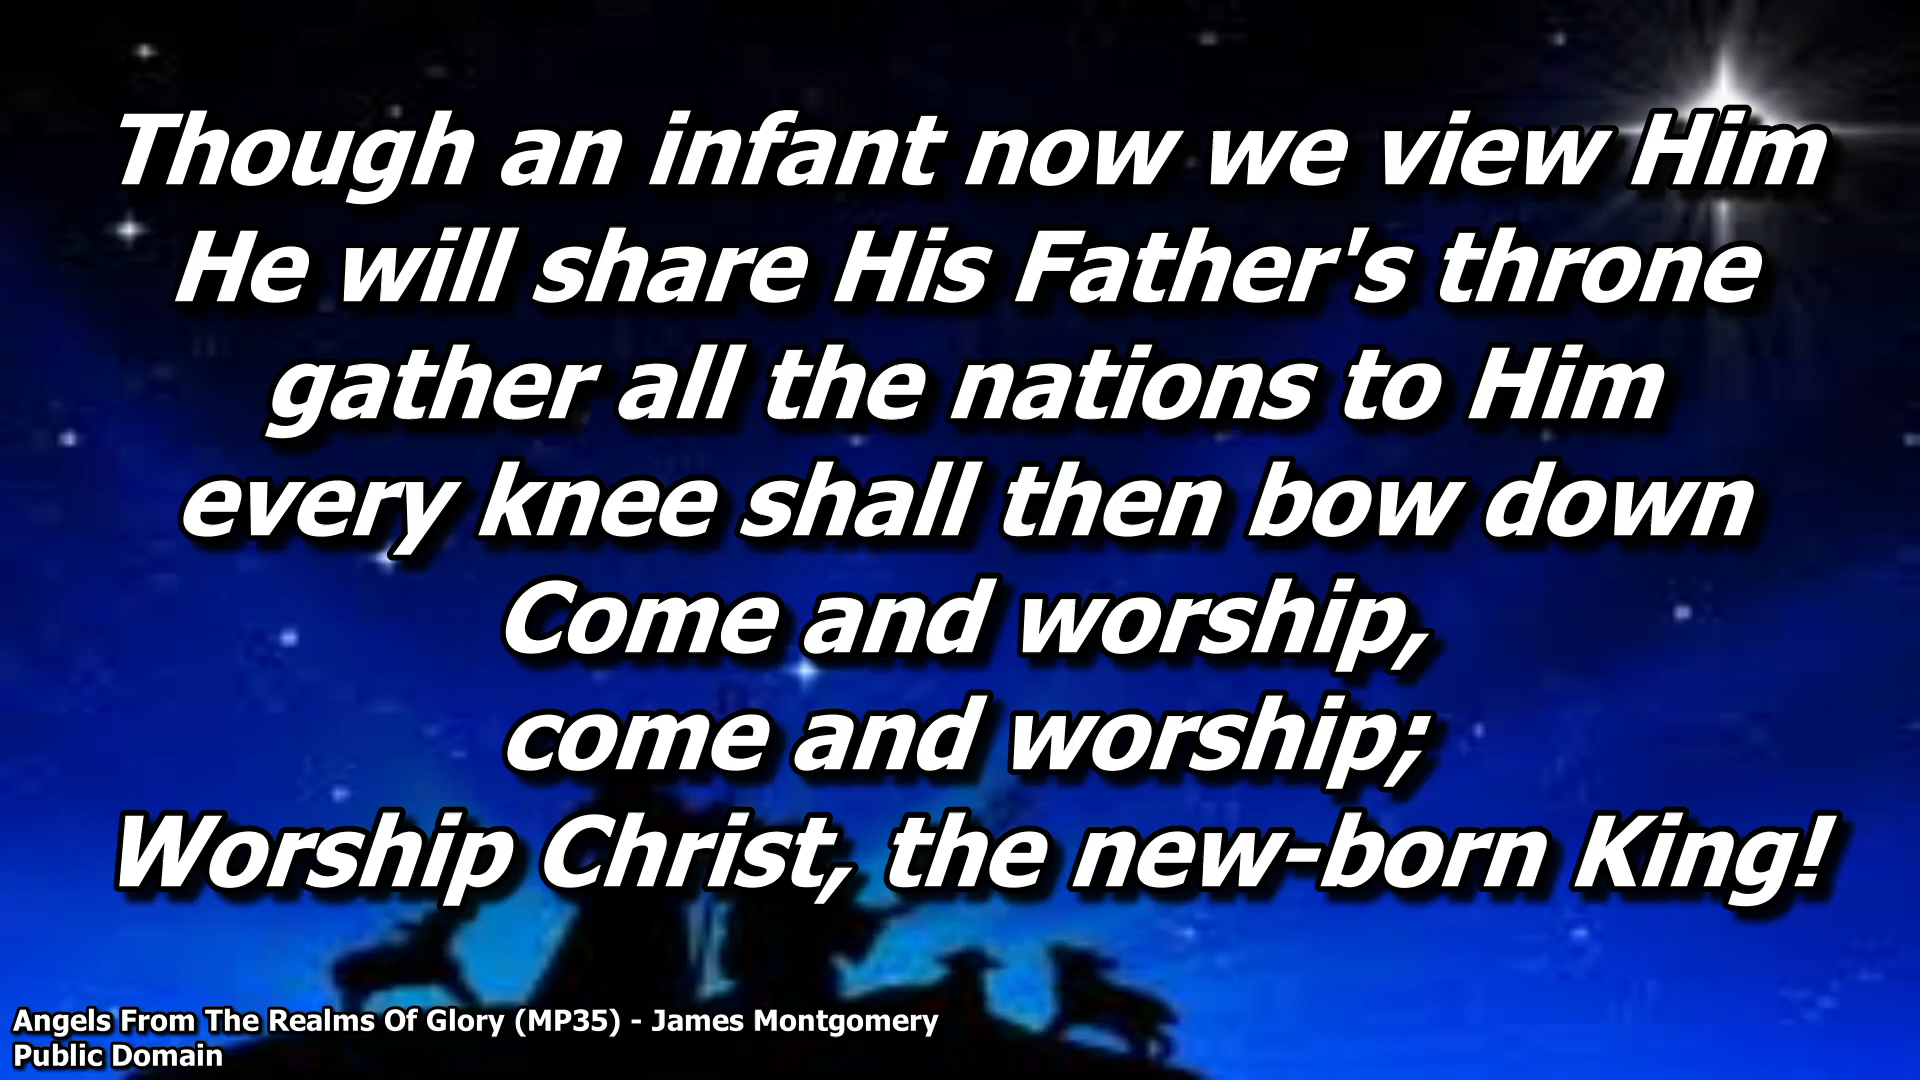 Though an infant now we view Him
He will share His Father's throne
gather all the nations to Him
every knee shall then bow down
Come and worship,
come and worship;
Worship Christ, the new-born King!
Angels From The Realms Of Glory (MP35) - James Montgomery
Public Domain